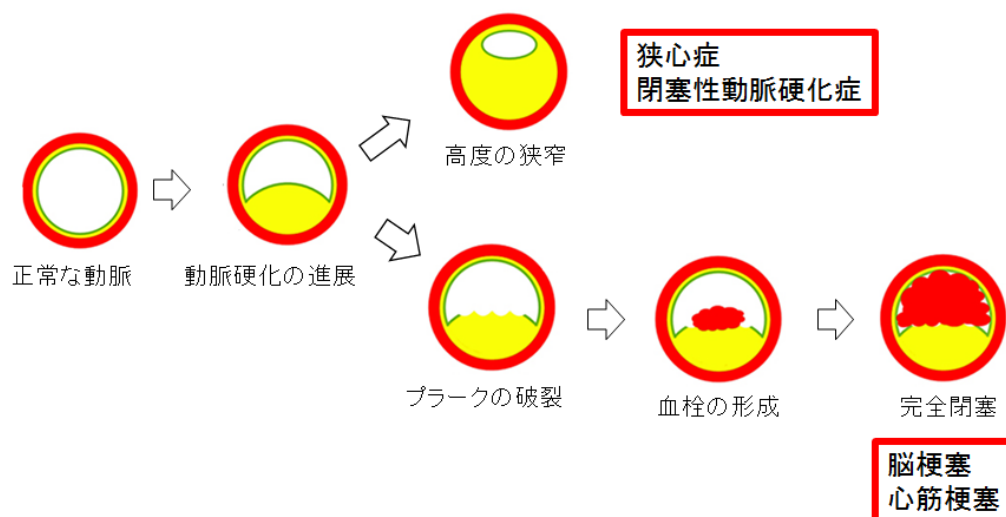 狭心症
閉塞性動脈硬化症
高度の狭窄
正常な動脈
動脈硬化の進展
プラークの破裂
血栓の形成
完全閉塞
脳梗塞
心筋梗塞